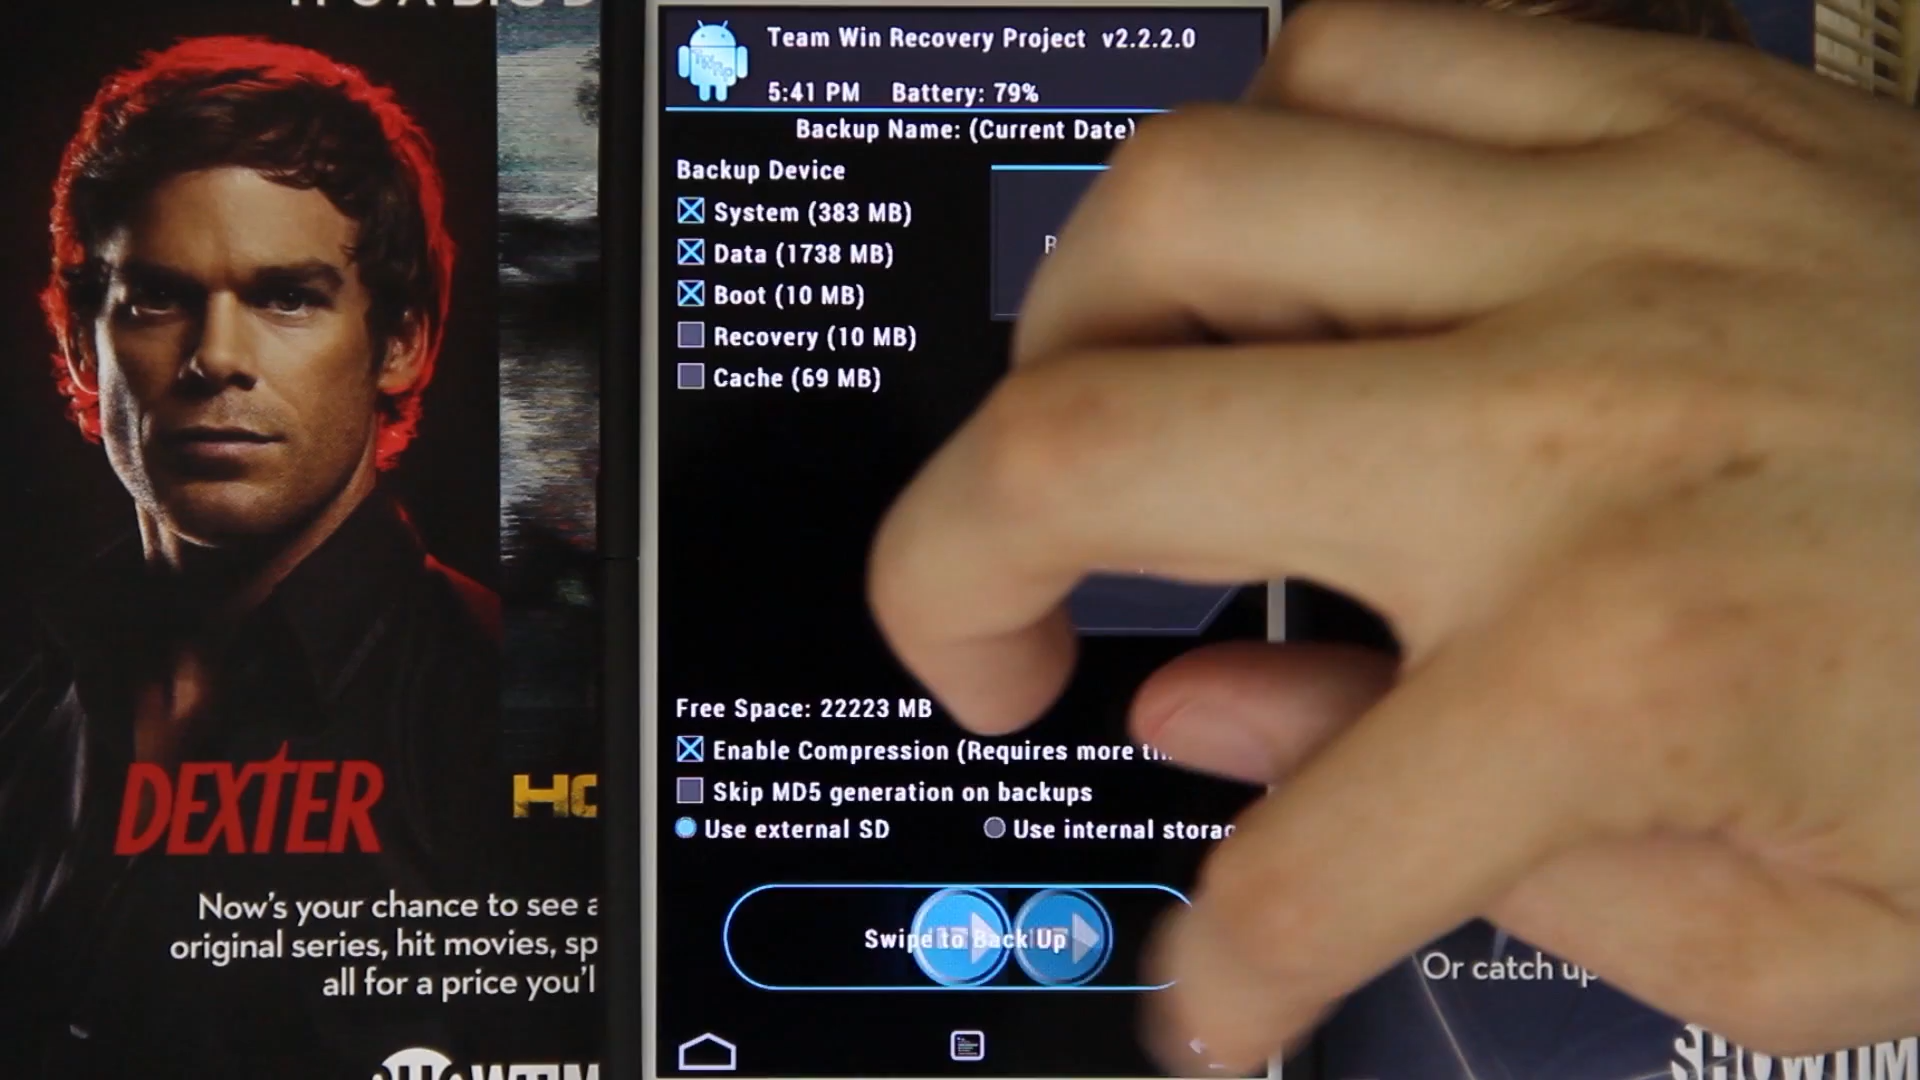 Team Win Recovery Project v2.2.2.0
5:41 PM Battery: 79%
Backup Name: (Current Date)
Backup Device
System (383 MB)
Data (1738 MB)
Boot (10 MB)
Recovery (10 MB)
Cache (69 MB)
Free Space: 22223 MB
Enable Compression (Requires more
Skip MD5 generation on backups
Use external SD
Use internal
Swipe to Back Up
DEXTER
Now's your chance to see a
original series, hit movies, sp
all for a price you'l
Or catch up
SHOWTIM